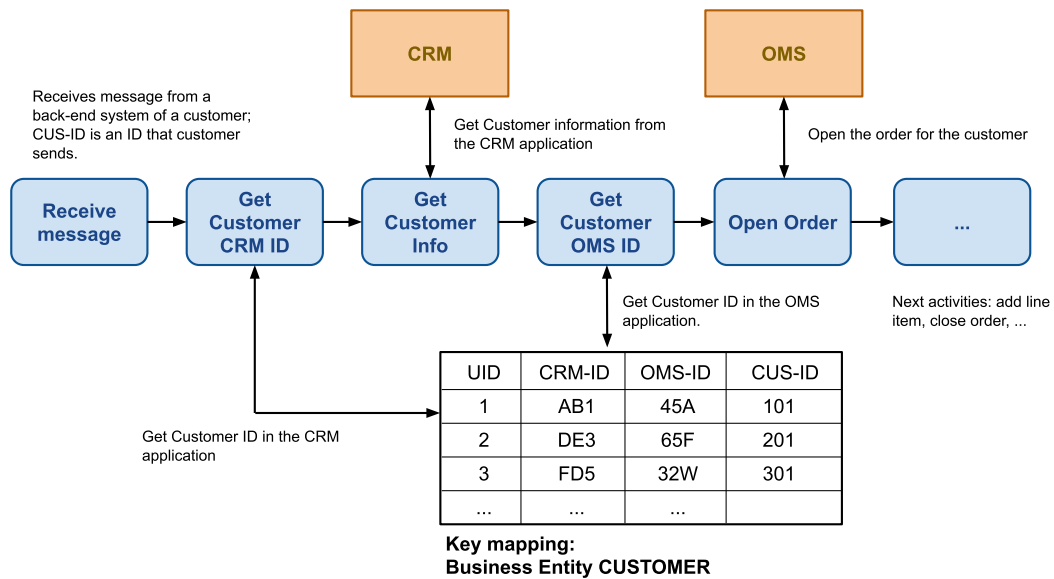 CRM
OMS
Receives message from a
back-end system of a customer;
CUS-ID is an ID that customer
sends.
Get Customer information from
the CRM application
Open the order for the customer
Receive
message
Get
Customer
CRM ID
Get
Customer
Info
Get
Customer
OMS ID
Open Order
...
Get Customer ID in the OMS
application.
Next activities: add line
item, close order, ...
Get Customer ID in the CRM
application
UID CRM-ID OMS-ID CUS-ID
1 AB1 45A 101
2 DE3 65F 201
3 FD5 32W 301
... ... ...
Key mapping:
Business Entity CUSTOMER